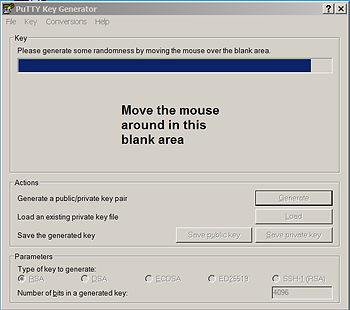 PuTTY Key Generator
File Key Conversions Help
Key
Please generate some randomness by moving the mouse over the blank area.
Move the mouse
around in this
blank area
Actions
Generate a public/private key pair
Generate
Load an existing private key file
Load
Save the generated key
Save public key
Save private key
Parameters
Type of key to generate:
RSA DSA ECDSA ED25519 SSH-1 (RSA)
Number of bits in a generated key:
4096